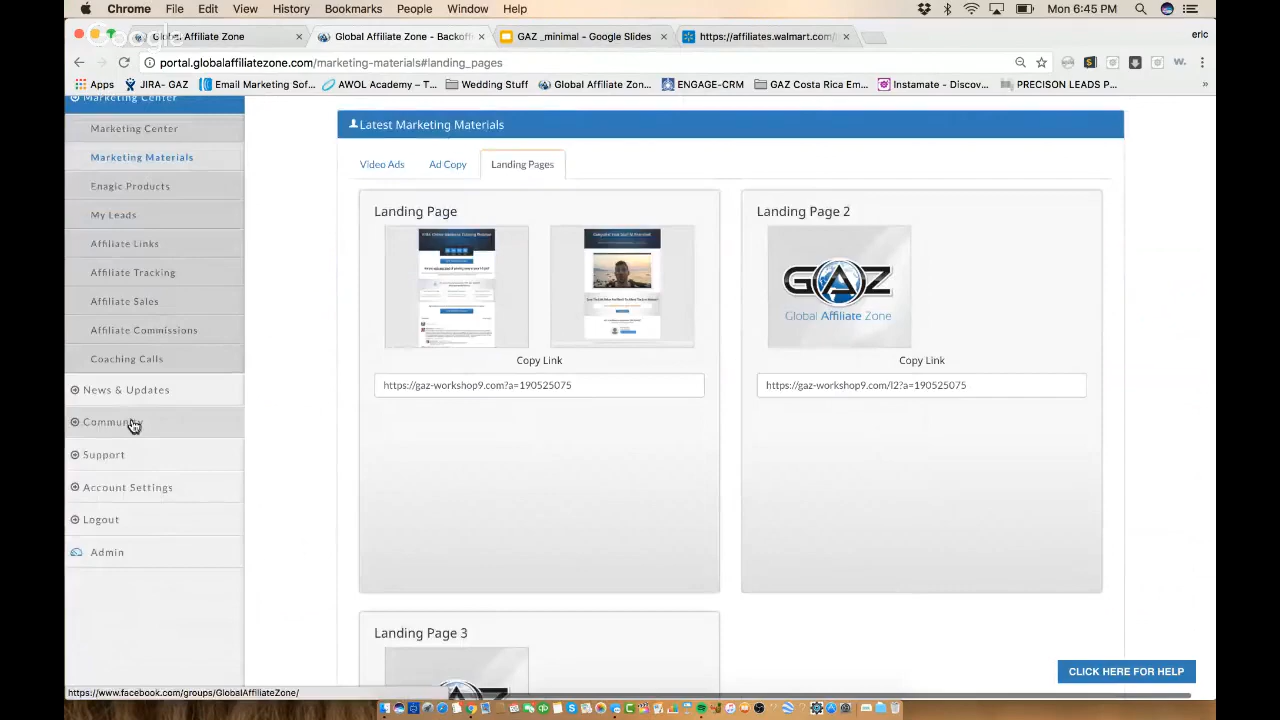 Chrome File Edit View History Bookmarks People Window Help Mon 6:45 PM
Google
Global Affiliate Zone × Global Affiliate Zone - Backoff × GAZ _minimal - Google Slides × https://affiliates.walmart.com/ × eric
portal.globalaffiliatezone.com/marketing-materials#landing_pages
Apps JIRA- GAZ Email Marketing Sof... AWOL Academy – T... Wedding Stuff Global Affiliate Zon... ENGAGE-CRM GAZ Costa Rica Em... Instamate - Discov... PRECISON LEADS P... »
Marketing Center
Marketing Center
Marketing Materials
Enagic Products
My Leads
Affiliate Links
Affiliate Tracking
Affiliate Sales
Affiliate Commissions
Coaching Calls
News & Updates
Community
Support
Account Settings
Logout
Admin
Latest Marketing Materials
Video Ads Ad Copy Landing Pages
Landing Page
Copy Link
https://gaz-workshop9.com?a=190525075
Landing Page 2
GAZ
Global Affiliate Zone
Copy Link
https://gaz-workshop9.com/l2?a=190525075
Landing Page 3
CLICK HERE FOR HELP
https://www.facebook.com/groups/GlobalAffiliateZone/